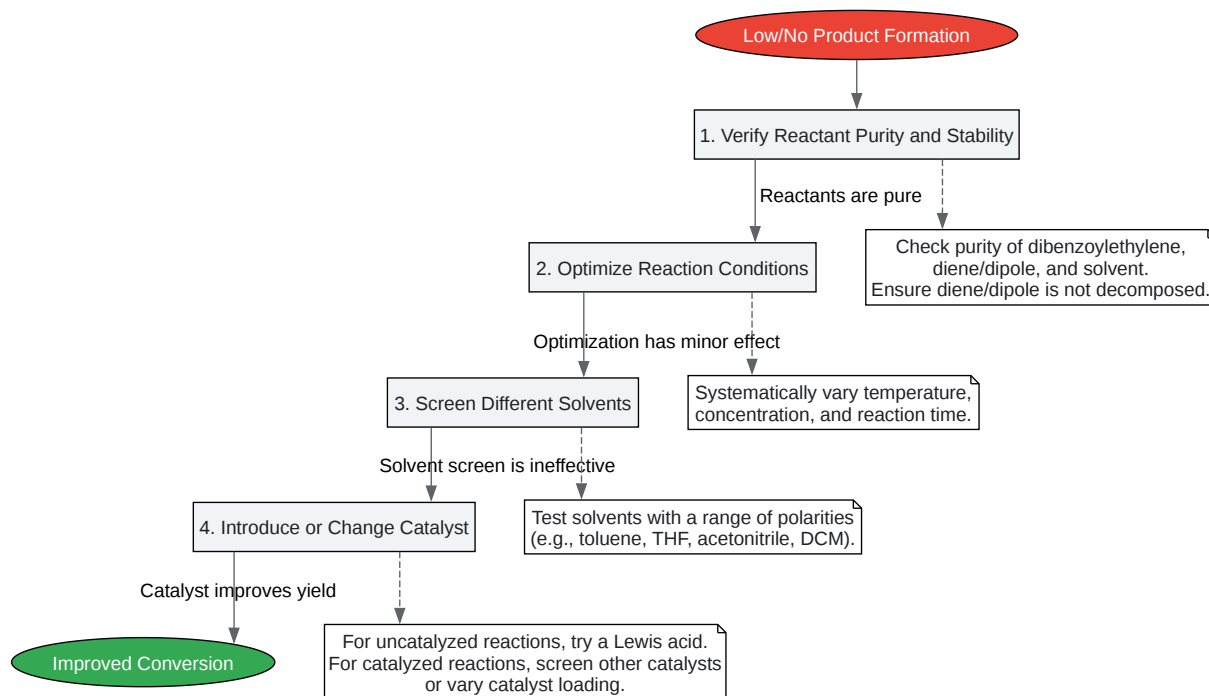 Low/No Product Formation
1. Verify Reactant Purity and Stability
Reactants are pure
Check purity of dibenzoylethylene,
diene/dipole, and solvent.
Ensure diene/dipole is not decomposed.
2. Optimize Reaction Conditions
Optimization has minor effect
Systematically vary temperature,
concentration, and reaction time.
3. Screen Different Solvents
Solvent screen is ineffective
Test solvents with a range of polarities
(e.g., toluene, THF, acetonitrile, DCM).
4. Introduce or Change Catalyst
Catalyst improves yield
For uncatalyzed reactions, try a Lewis acid.
For catalyzed reactions, screen other catalysts
or vary catalyst loading.
Improved Conversion